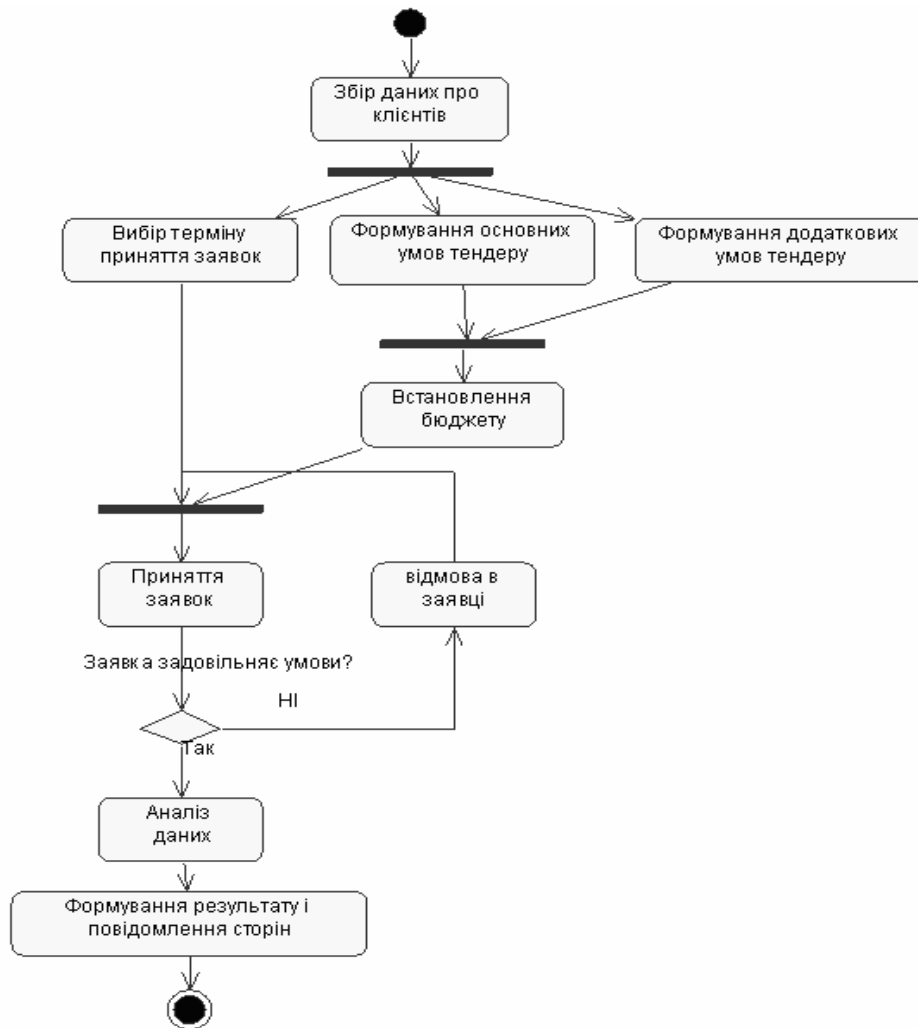 Збір даних про
клієнтів
Вибір терміну
приняття заявок
Формування основних
умов тендеру
Формування додаткових
умов тендеру
Встановлення
бюджету
Приняття
заявок
відмова в
заявці
Заявка задовільняє умови?
НІ
Так
Аналіз
даних
Формування результату і
повідомлення сторін